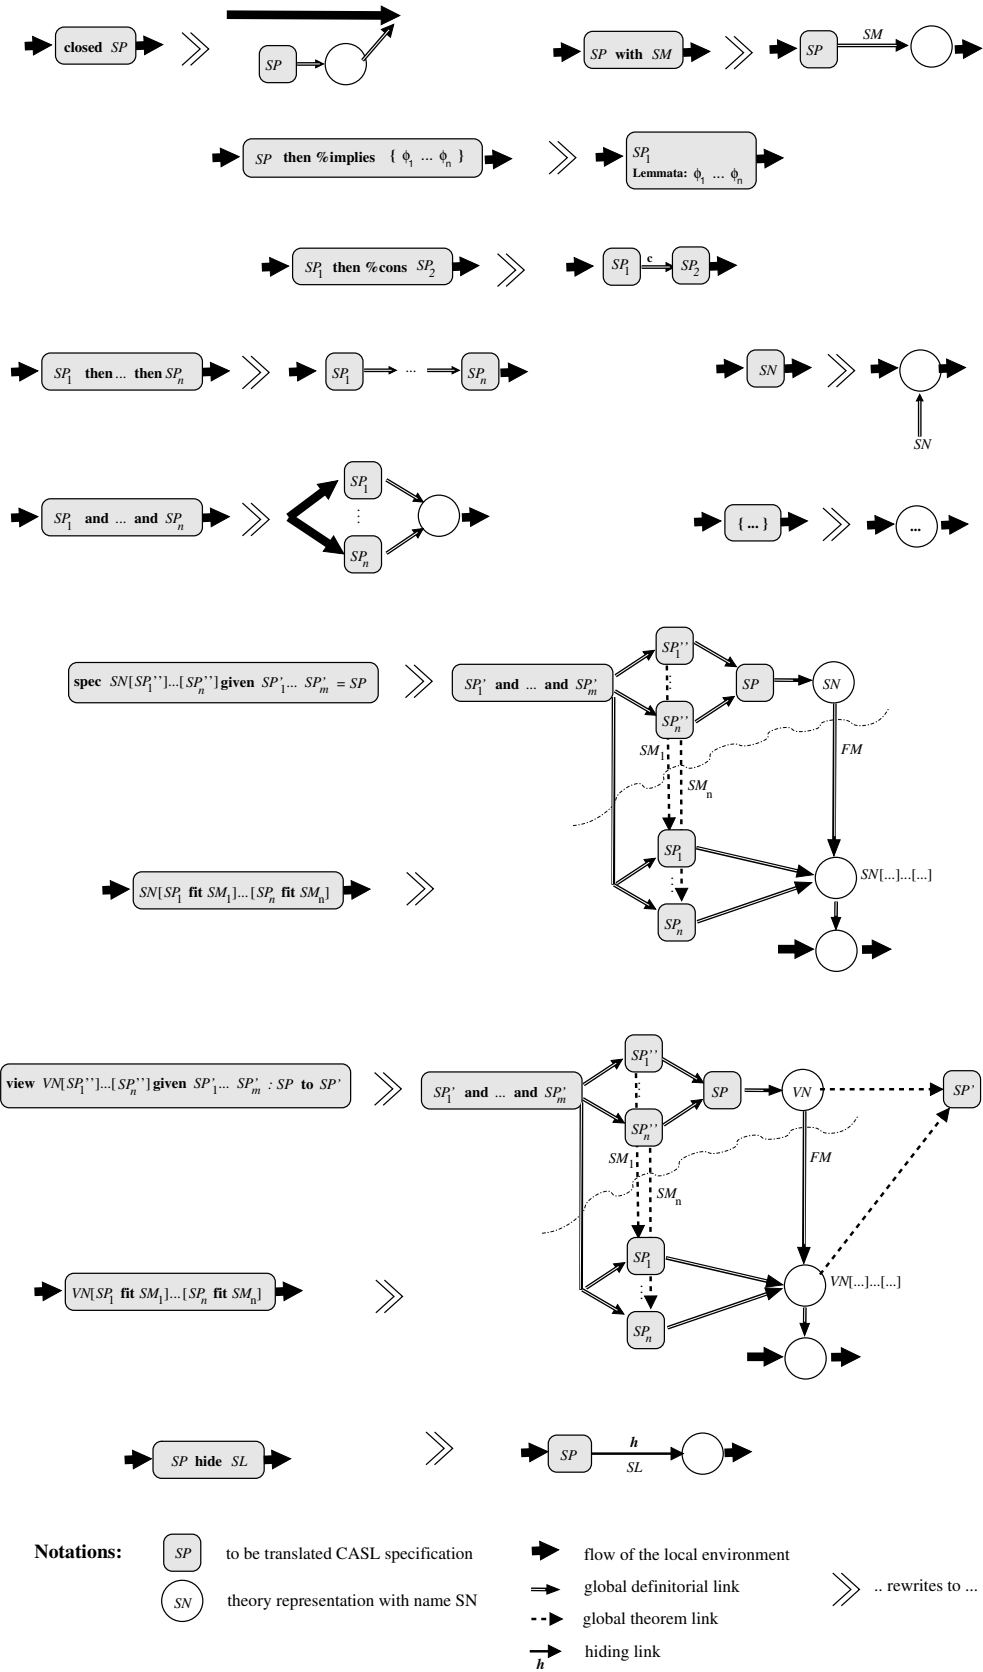 closed SP
SP
SP with SM
SP
SM
SP then %implies { ϕ1 ... ϕn }
SP1
Lemmata: ϕ1 ... ϕn
SP1 then %cons SP2
SP1
c
SP2
SP1 then ... then SPn
SP1
...
SPn
SN
SN
SP1 and ... and SPn
SP1
⋮
SPn
{ ... }
...
spec SN[SP1'']...[SPn''] given SP'1... SP'm = SP
SP1' and ... and SP'm
SP1''
⋮
SPn''
SP
SN
SM1
SMn
FM
SN[SP1 fit SM1]...[SPn fit SMn]
SP1
⋮
SPn
SN[...]...[...]
view VN[SP1'']...[SPn''] given SP'1... SP'm : SP to SP'
SP1' and ... and SP'm
SP1''
⋮
SPn''
SP
VN
SP'
SM1
SMn
FM
VN[SP1 fit SM1]...[SPn fit SMn]
SP1
⋮
SPn
VN[...]...[...]
SP hide SL
SP
h
SL
Notations:
SP
to be translated CASL specification
SN
theory representation with name SN
flow of the local environment
global definitorial link
global theorem link
h
hiding link
.. rewrites to ...